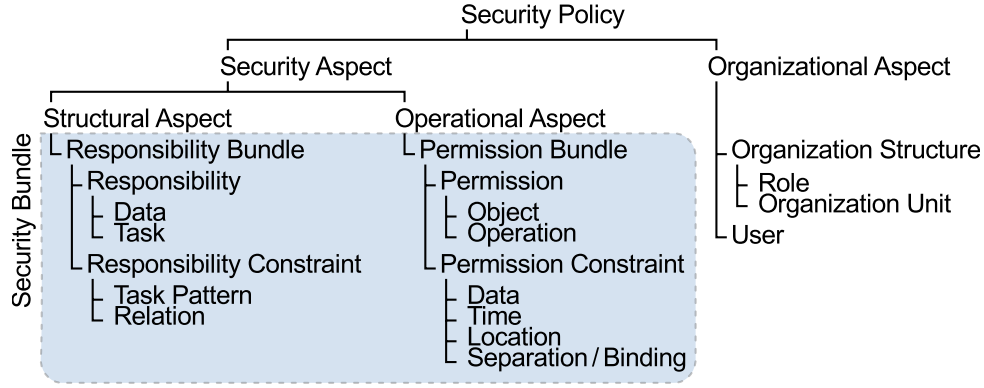 Security Policy
Security Aspect
Organizational Aspect
Structural Aspect
Operational Aspect
Security Bundle
Responsibility Bundle
Responsibility
Data
Task
Responsibility Constraint
Task Pattern
Relation
Permission Bundle
Permission
Object
Operation
Permission Constraint
Data
Time
Location
Separation / Binding
Organization Structure
Role
Organization Unit
User